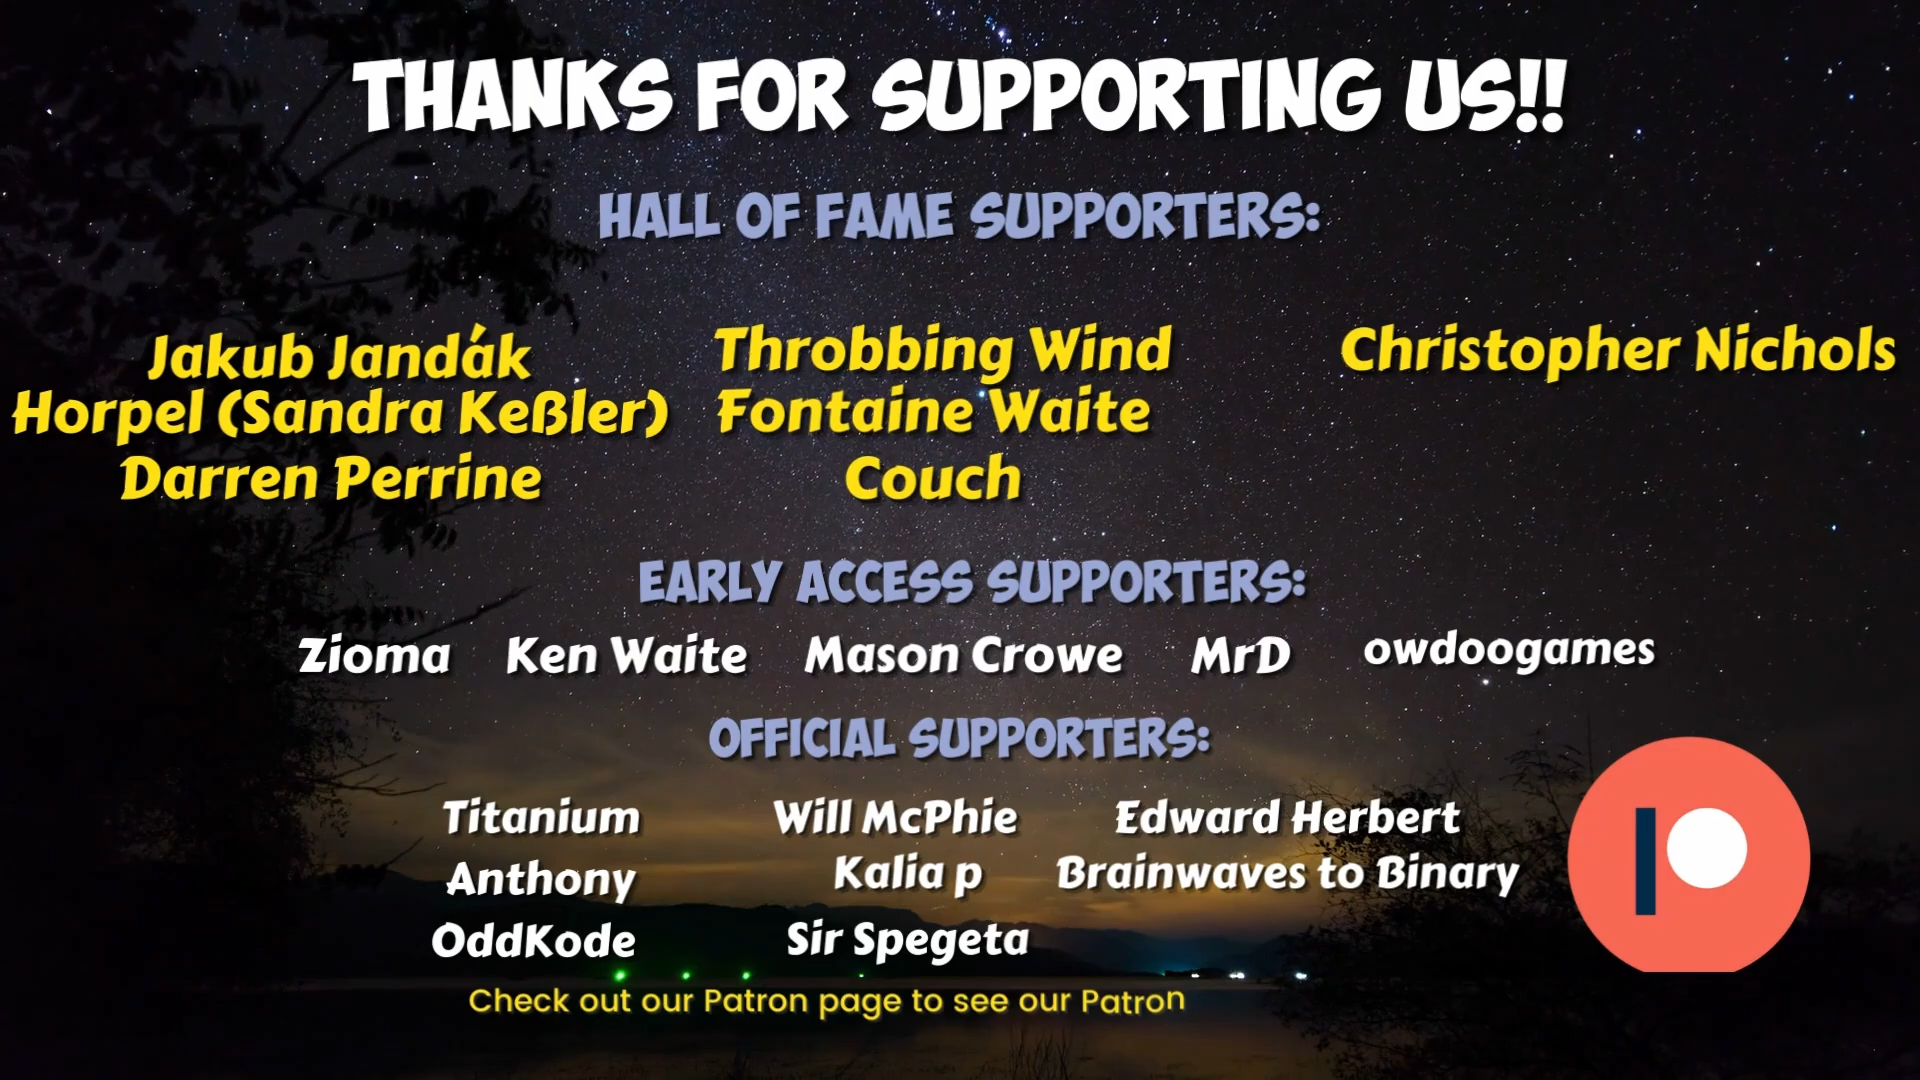 THANKS FOR SUPPORTING US!!
HALL OF FAME SUPPORTERS:
Jakub Jandák Throbbing Wind Christopher Nichols
Horpel (Sandra Keßler) Fontaine Waite
Darren Perrine Couch
EARLY ACCESS SUPPORTERS:
Zioma Ken Waite Mason Crowe MrD owdoogames
OFFICIAL SUPPORTERS:
Titanium Will McPhie Edward Herbert
Anthony Kalia p Brainwaves to Binary
OddKode Sir Spegeta
Check out our Patron page to see our Patron